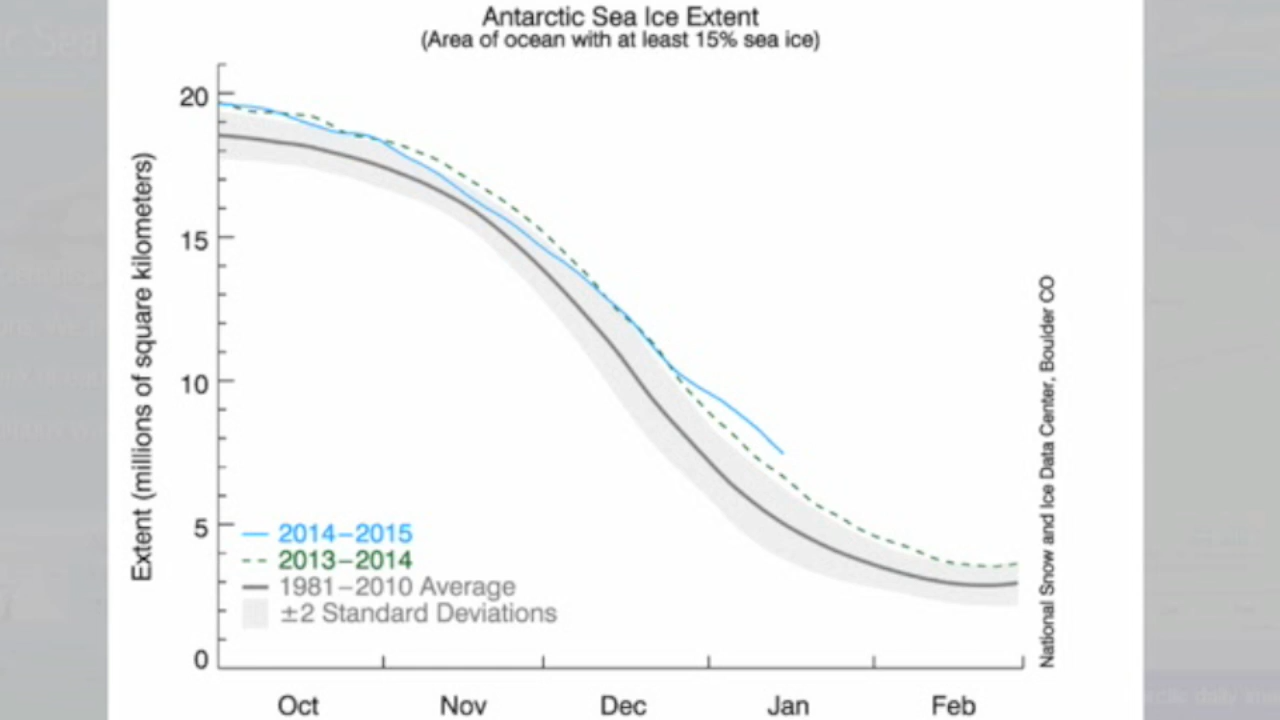 Antarctic Sea Ice Extent
(Area of ocean with at least 15% sea ice)
Extent (millions of square kilometers)
20
15
10
5
0
2014–2015
2013–2014
1981–2010 Average
±2 Standard Deviations
Oct
Nov
Dec
Jan
Feb
National Snow and Ice Data Center, Boulder CO